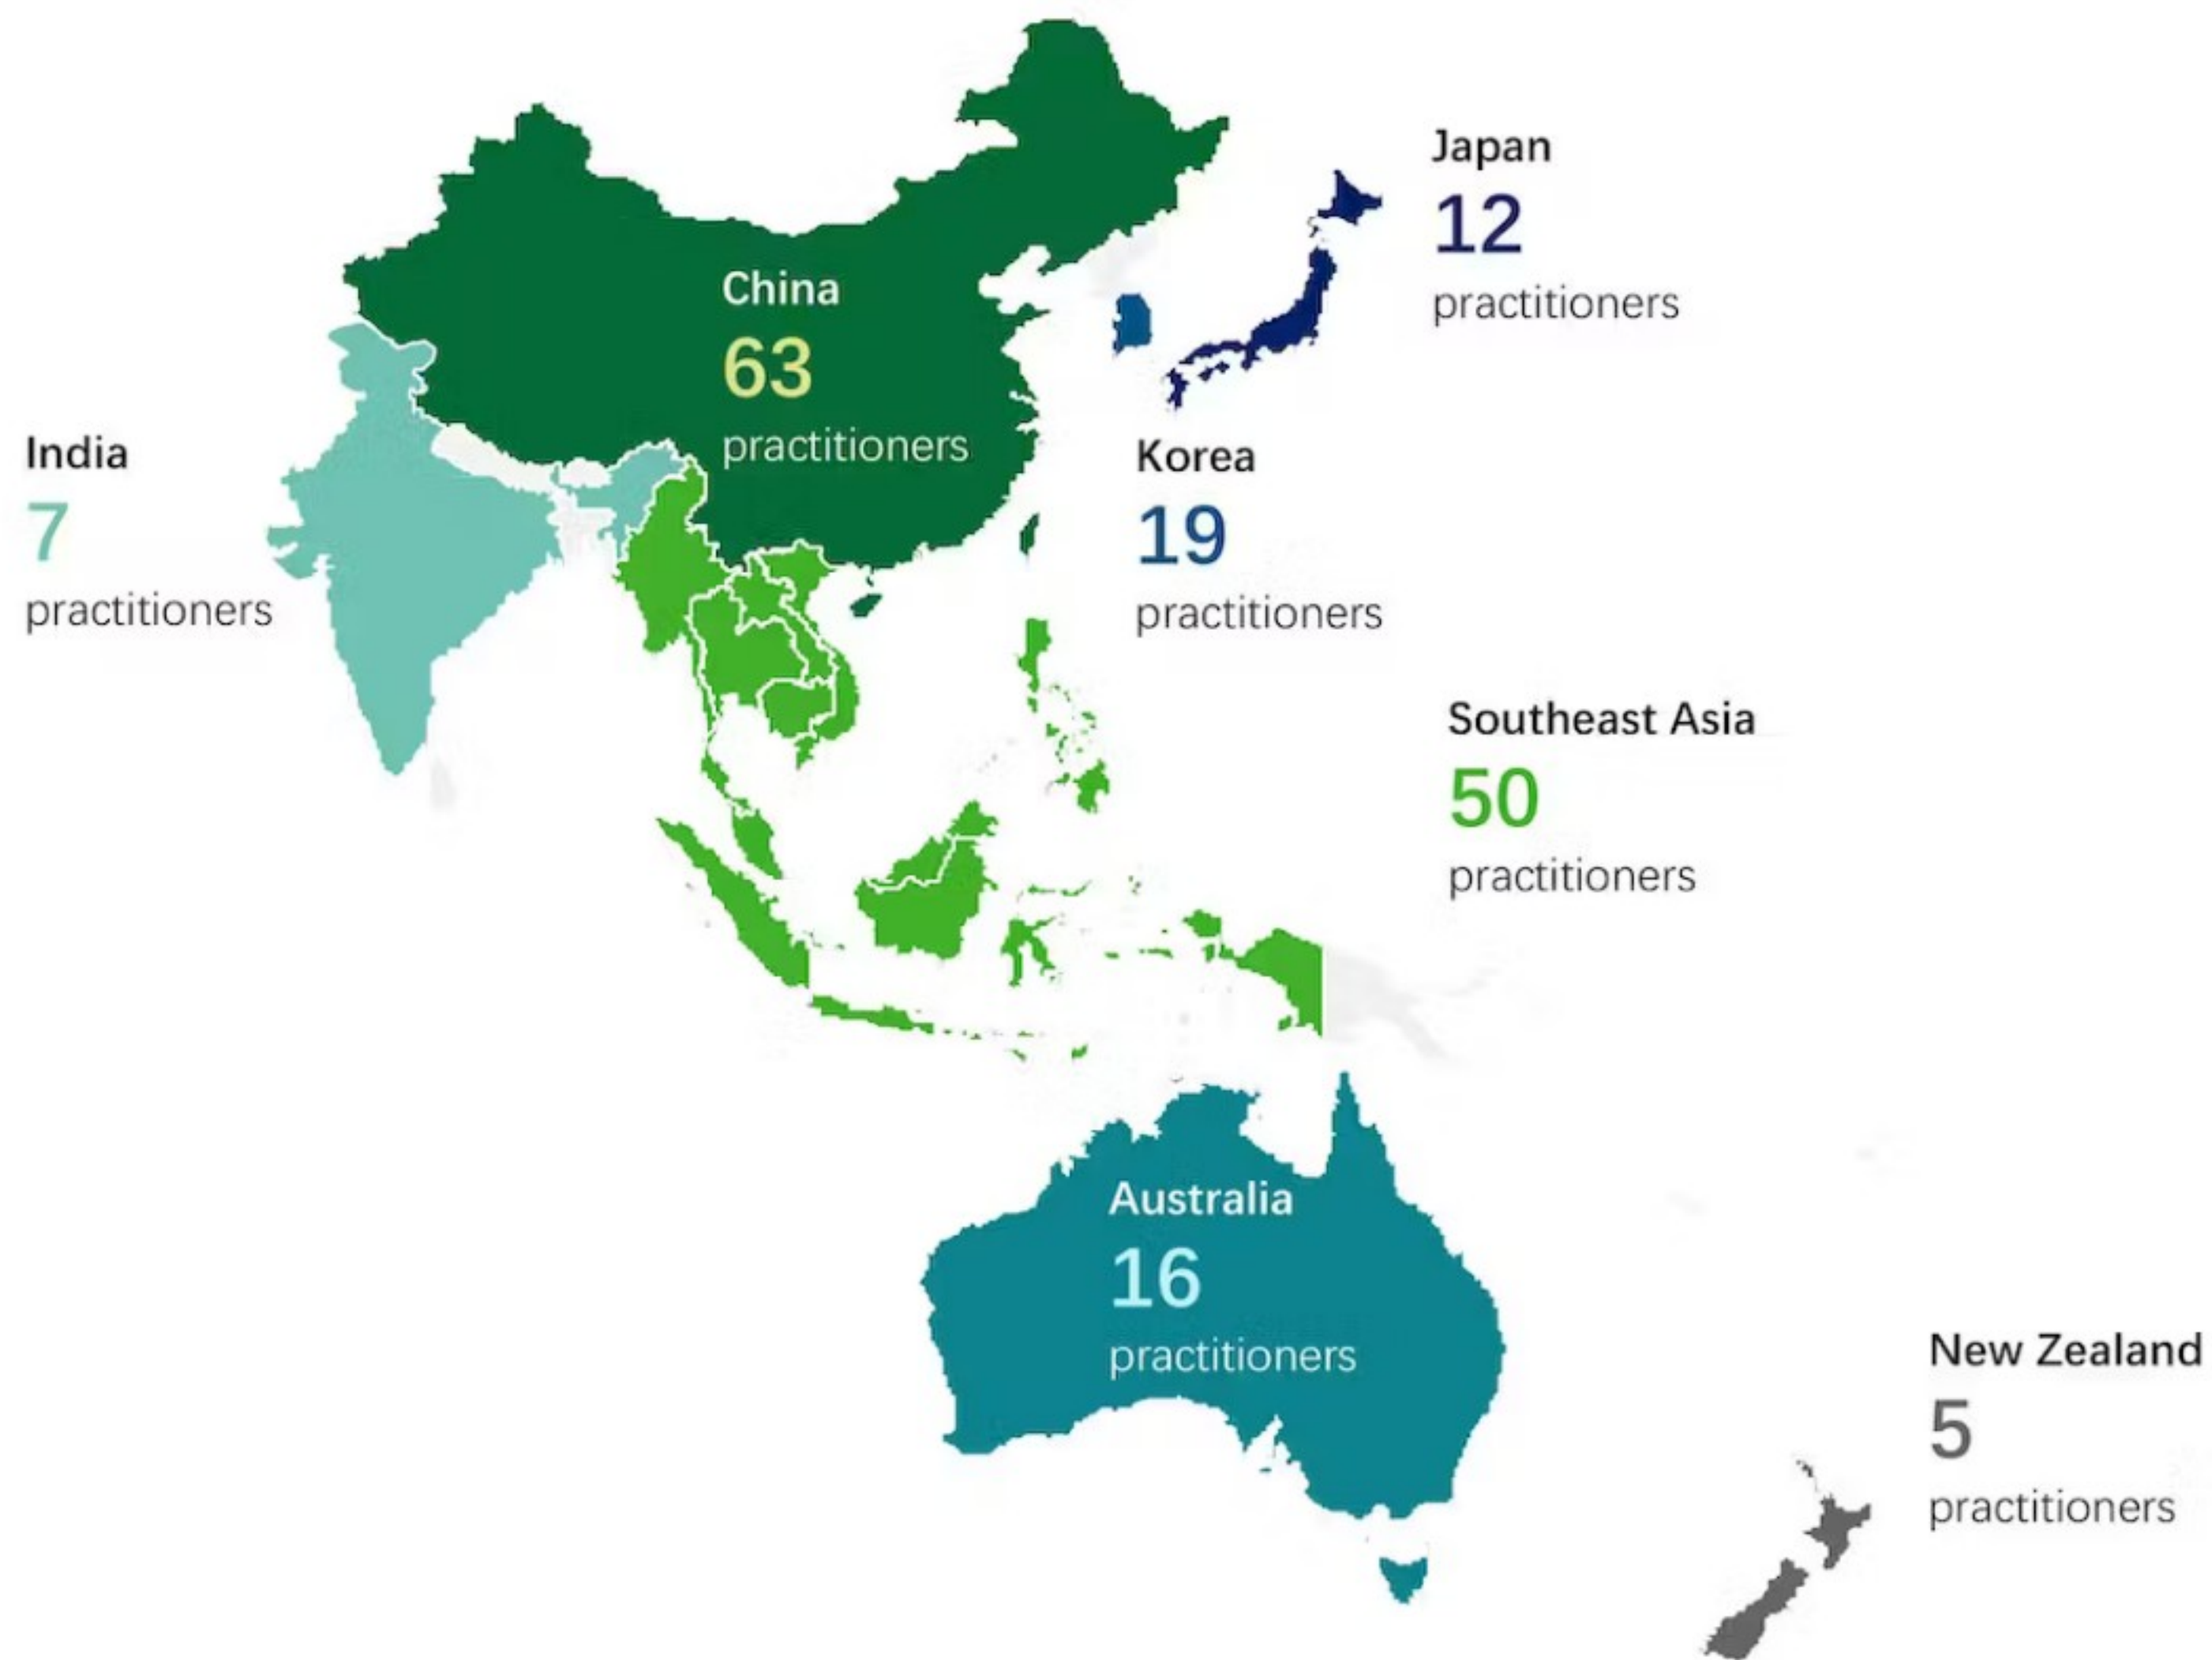 Japan
12
practitioners
China
63
practitioners
India
7
practitioners
Korea
19
practitioners
Southeast Asia
50
practitioners
Australia
16
practitioners
New Zealand
5
practitioners